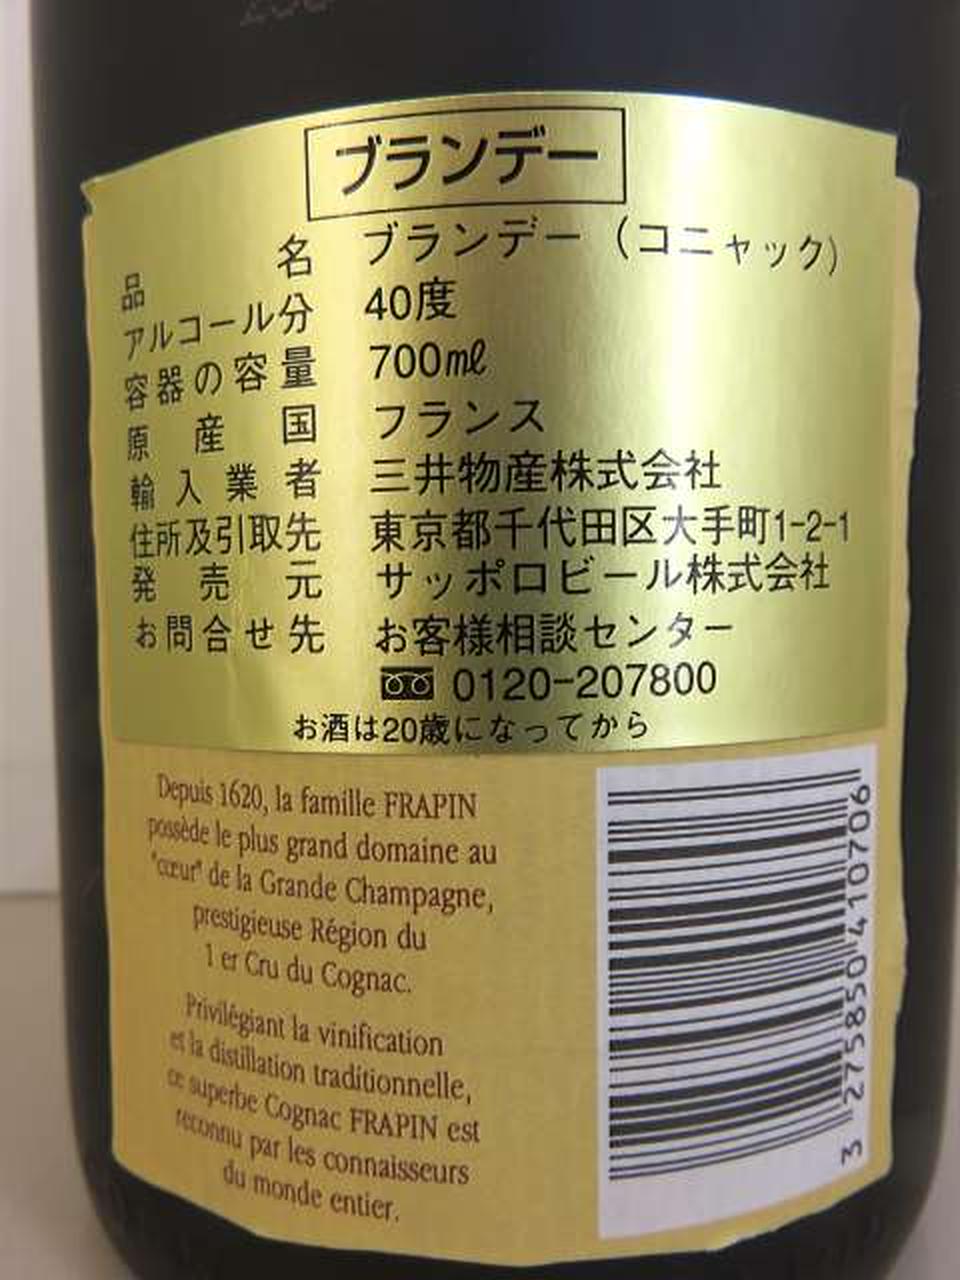 ブランデー
品名 ブランデー（コニャック）
アルコール分 40度
容器の容量 700㎖
原産国 フランス
輸入業者 三井物産株式会社
住所及引取先 東京都千代田区大手町1-2-1
発売元 サッポロビール株式会社
お問合せ先 お客様相談センター
0120-207800
お酒は20歳になってから
Depuis 1620, la famille FRAPIN
possède le plus grand domaine au
"cœur" de la Grande Champagne,
prestigieuse Région du
1 er Cru du Cognac.
Privilégiant la vinification
et la distillation traditionnelle,
ce superbe Cognac FRAPIN est
reconnu par les connaisseurs
du monde entier.
3 275850 410706